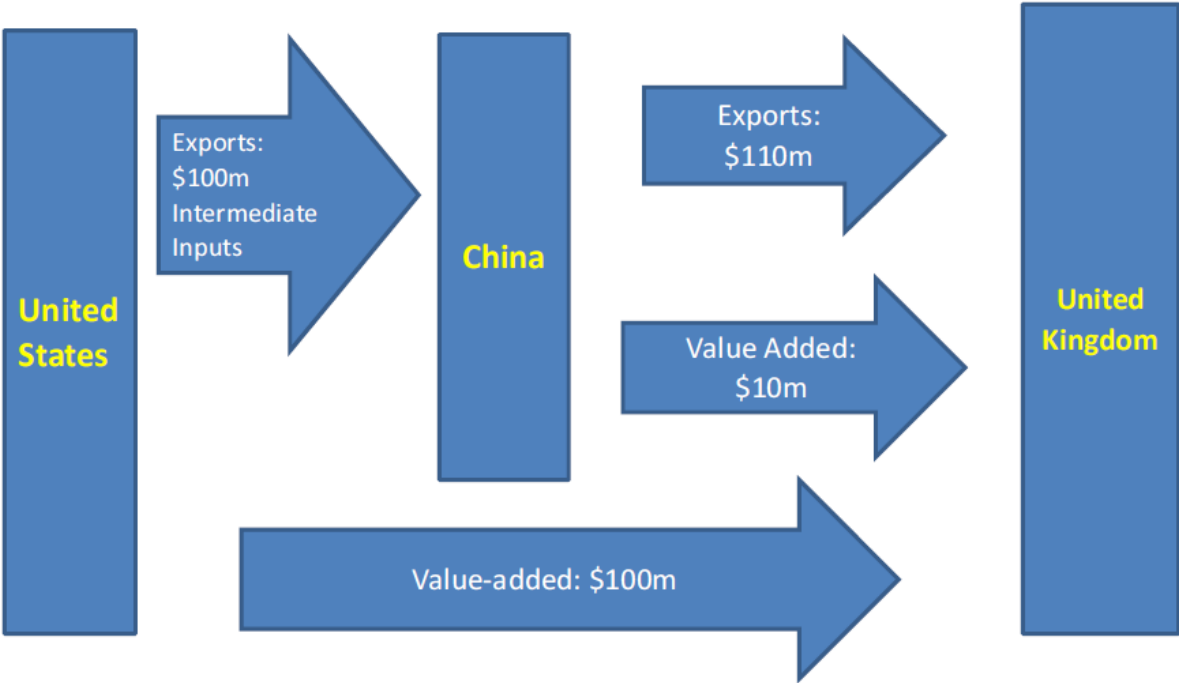 United
States
Exports:
$100m
Intermediate
Inputs
China
Exports:
$110m
Value Added:
$10m
Value-added: $100m
United
Kingdom